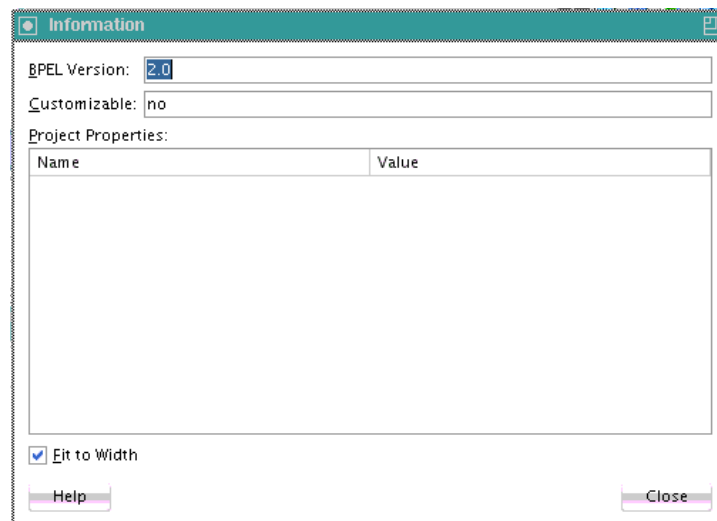 Information
BPEL Version: 2.0
Customizable: no
Project Properties:
Name Value
Fit to Width
Help Close